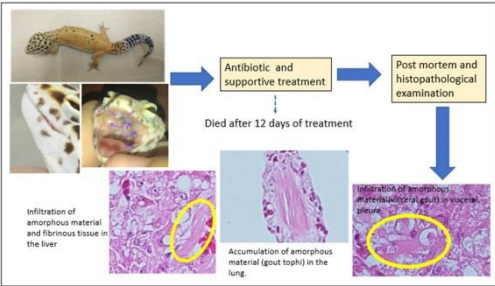 Antibiotic and
supportive treatment
Post mortem and
histopathological
examination
Died after 12 days of treatment
Infiltration of
amorphous material
and fibrinous tissue in
the liver
Accumulation of amorphous
material (gout tophi) in the
lung.
Infiltration of amorphous
material(visceral gout) in visceral
pleura